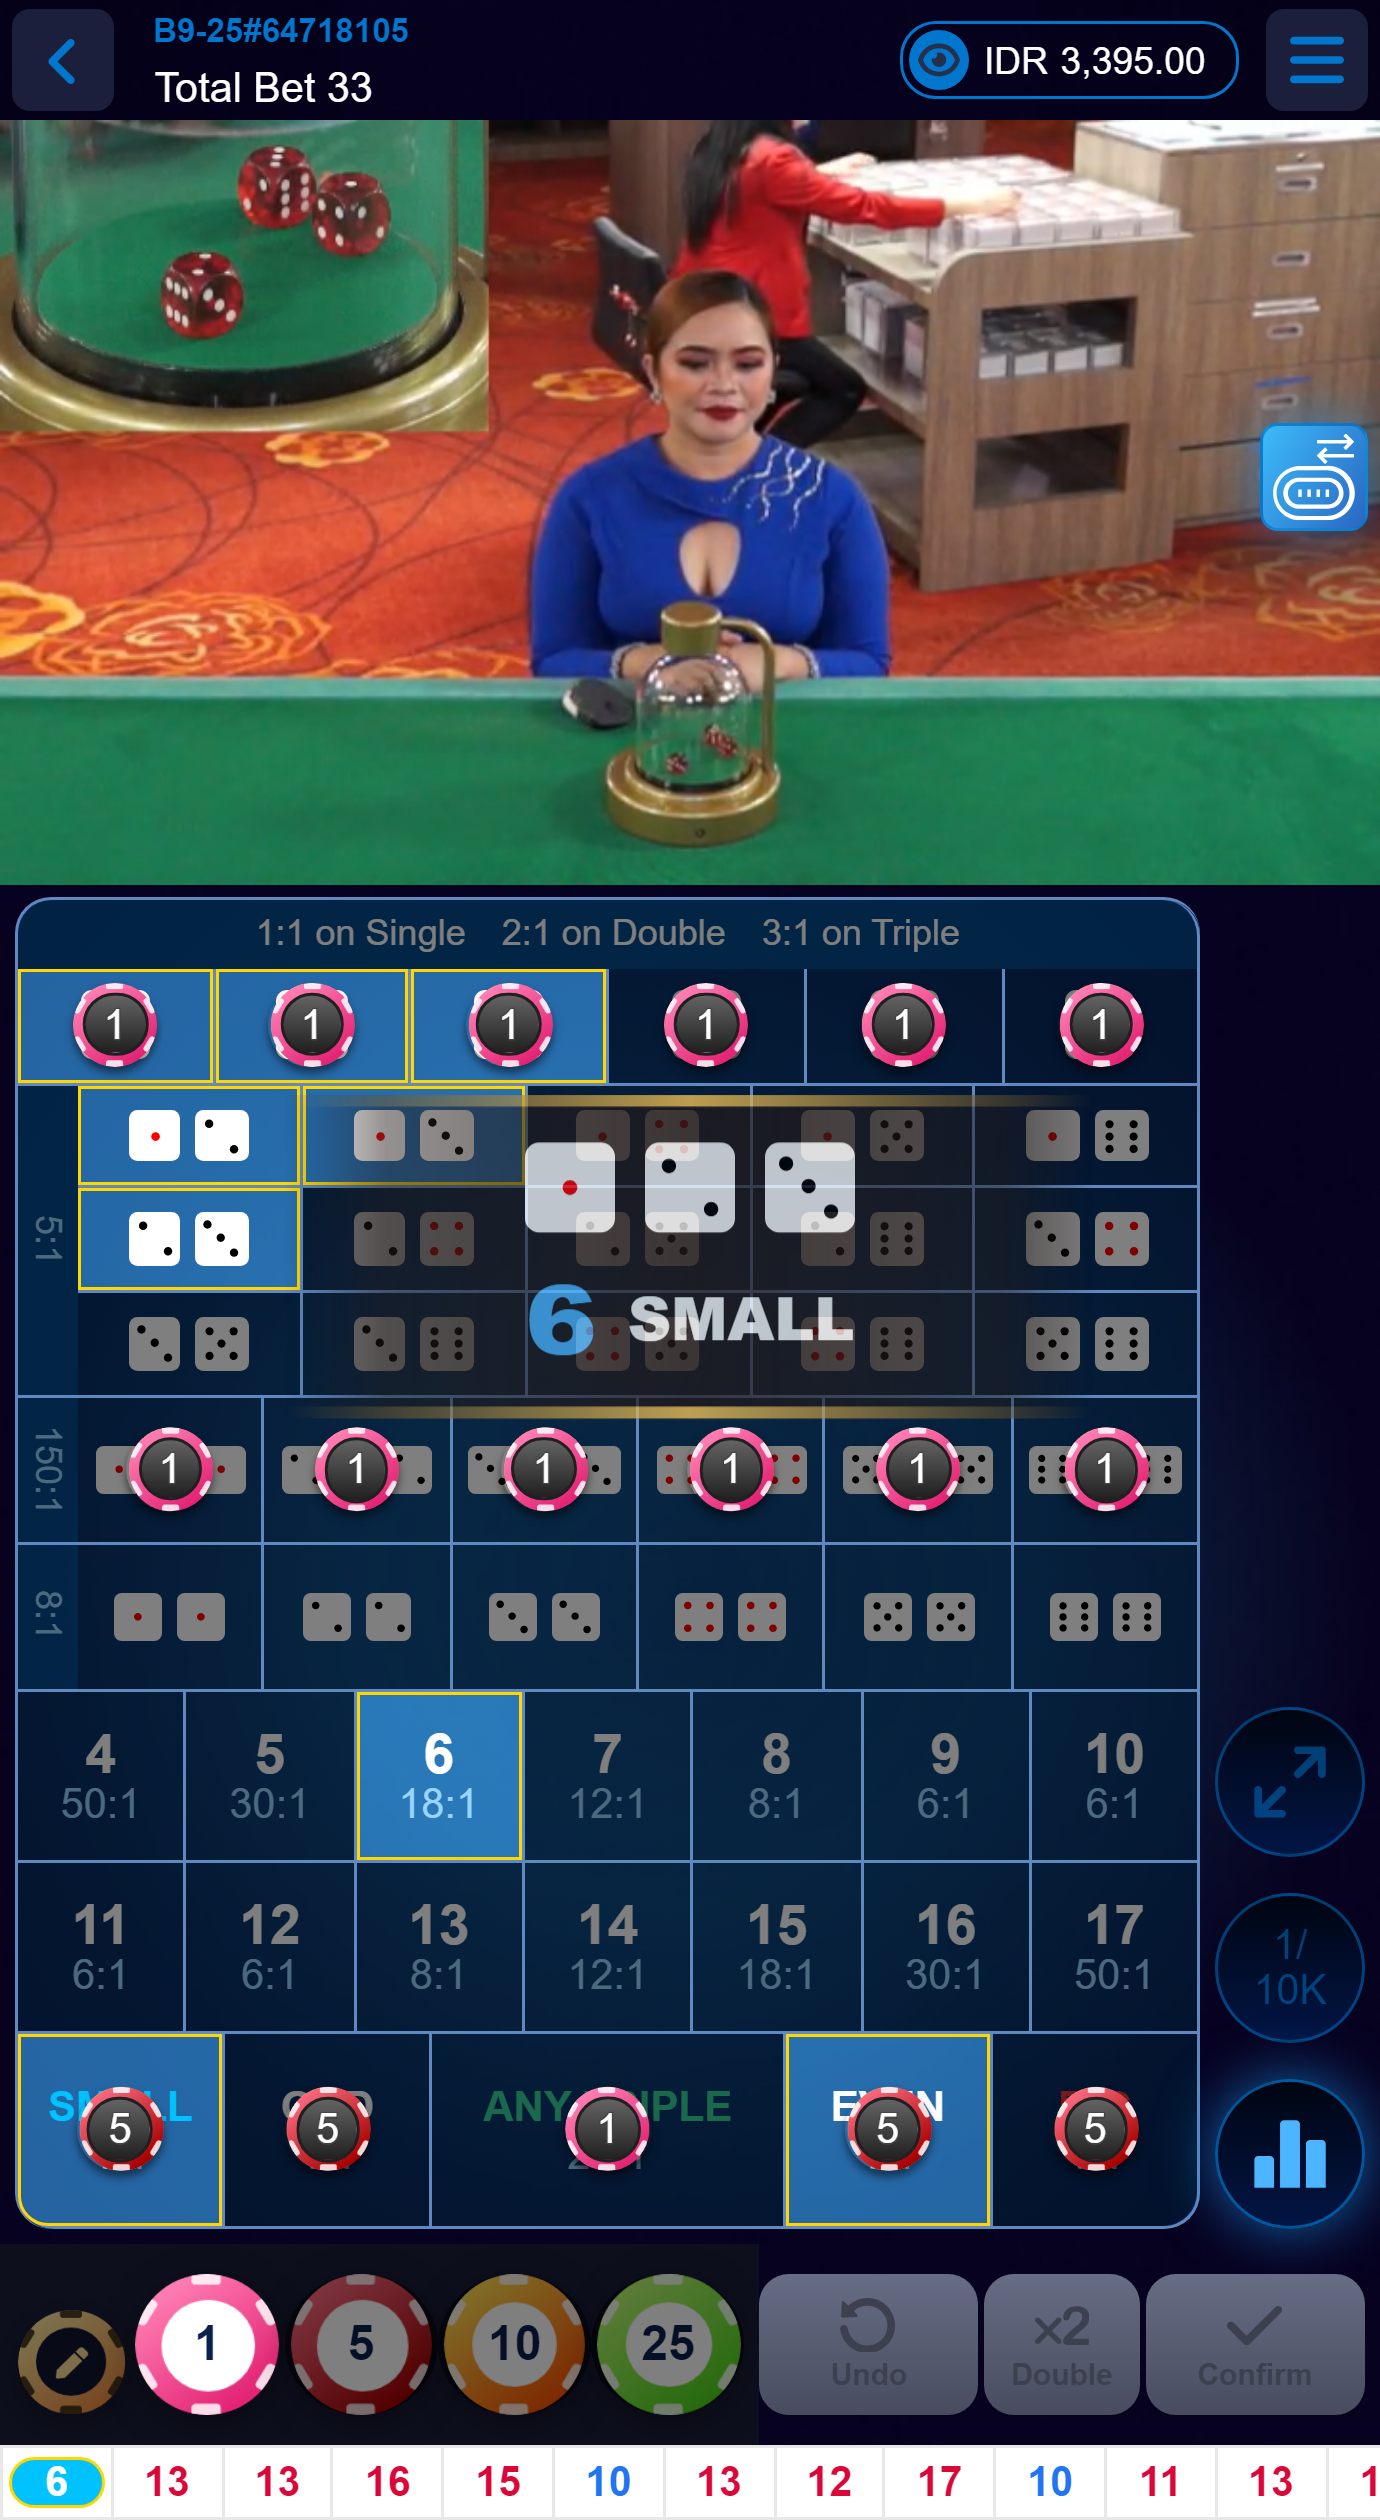 B9-25#64718105
Total Bet 33
IDR 3,395.00
1:1 on Single 2:1 on Double 3:1 on Triple
1 1 1 1 1 1
5:1
6 SMALL
150:1
1 1 1 1 1 1
8:1
4 5 6 7 8 9 10
50:1 30:1 18:1 12:1 8:1 6:1 6:1
11 12 13 14 15 16 17
6:1 6:1 8:1 12:1 18:1 30:1 50:1
1/
10K
5 5 1 5 5
1 5 10 25
x2
Undo Double Confirm
6 13 13 16 15 10 13 12 17 10 11 13